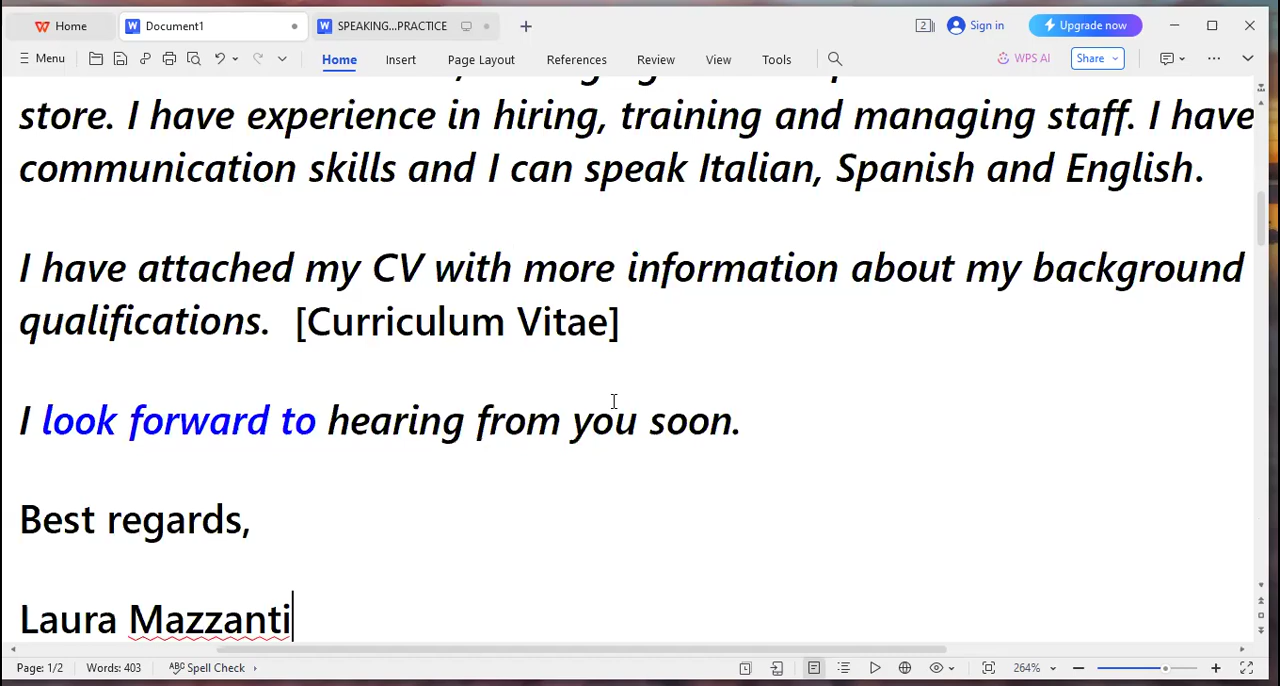 Home Document1 SPEAKING...PRACTICE 2 Sign in Upgrade now
Menu Home Insert Page Layout References Review View Tools WPS AI Share
store. I have experience in hiring, training and managing staff. I have
communication skills and I can speak Italian, Spanish and English.
I have attached my CV with more information about my background
qualifications. [Curriculum Vitae]
I look forward to hearing from you soon.
Best regards,
Laura Mazzanti
Page: 1/2 Words: 403 ABC Spell Check 264%